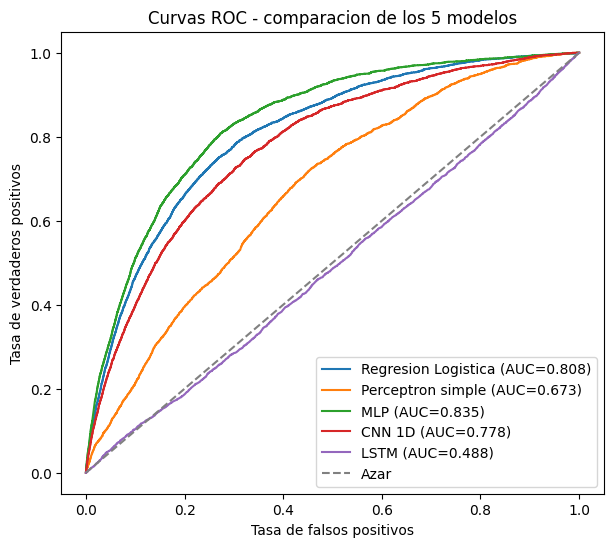 Curvas ROC - comparacion de los 5 modelos
1.0
0.8
0.6
0.4
0.2
0.0
Tasa de verdaderos positivos
Regresion Logistica (AUC=0.808)
Perceptron simple (AUC=0.673)
MLP (AUC=0.835)
CNN 1D (AUC=0.778)
LSTM (AUC=0.488)
Azar
0.0 0.2 0.4 0.6 0.8 1.0
Tasa de falsos positivos